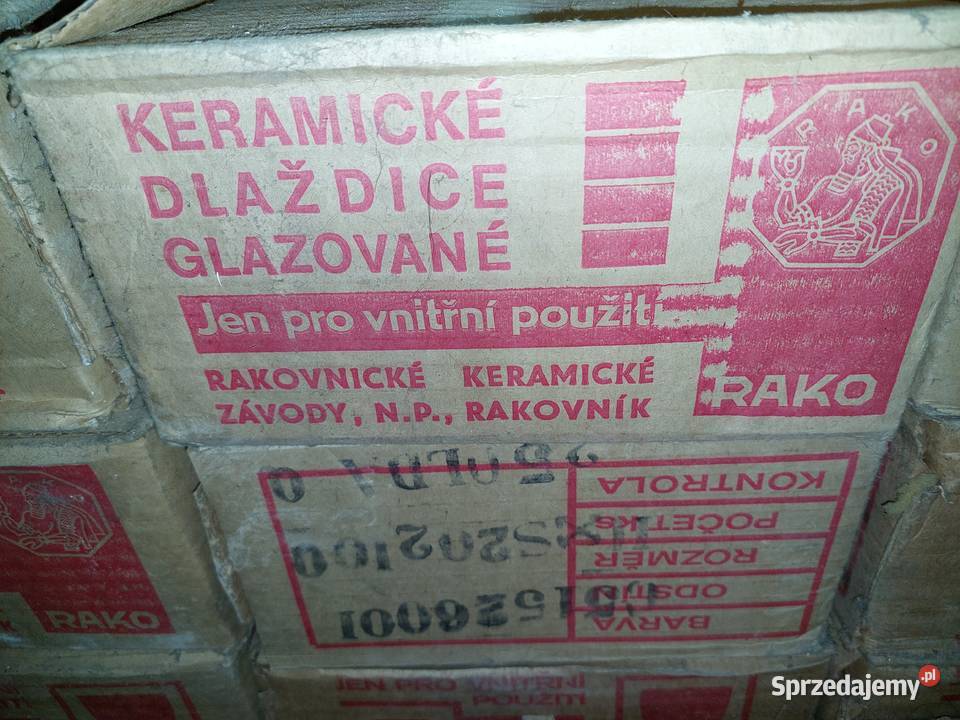 KERAMICKÉ
DLAŽDICE
GLAZOVANÉ
Jen pro vnitřní použití
RAKOVNICKÉ KERAMICKÉ
ZÁVODY, N.P., RAKOVNÍK
RAKO
RAKO
KONTROLA
POČET KS
ROZMĚR
ODSTÍN
BARVA
RAKO
JEN PRO VNITŘNÍ
POUŽITÍ
Sprzedajemy.pl